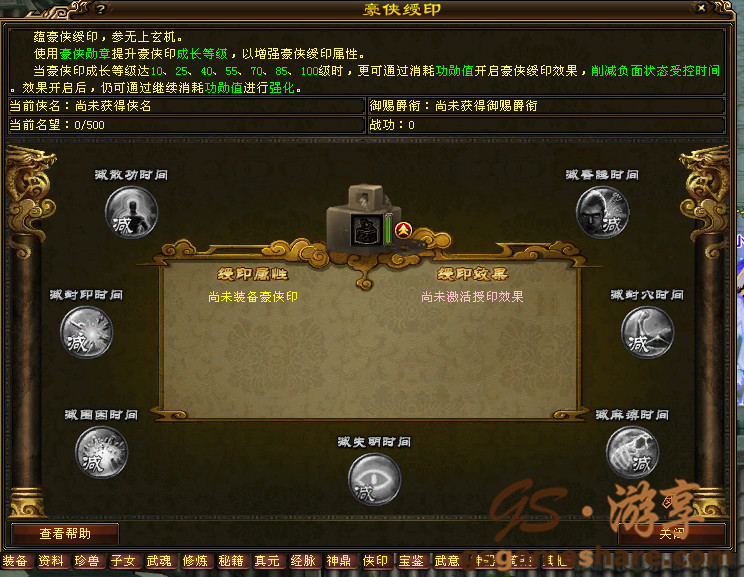 豪侠绶印
蕴豪侠绶印，参无上玄机。
使用豪侠勋章提升豪侠印成长等级，以增强豪侠绶印属性。
当豪侠印成长等级达10、25、40、55、70、85、100级时，更可通过消耗功勋值开启豪侠绶印效果，削减负面状态受控时间
。效果开启后，仍可通过继续消耗功勋值进行强化。
当前侠名：尚未获得侠名 御赐爵衔：尚未获得御赐爵衔
当前名望：0/500 战功：0
减散功时间 减昏睡时间
减 减
绶印属性 绶印效果
尚未装备豪侠印 尚未激活授印效果
减封印时间 减封穴时间
减 减
减围困时间 减麻痹时间
减 减
减失明时间
减
GS·游享
查看帮助 关闭
装备 资料 珍兽 子女 武魂 修炼 秘籍 真元 经脉 神鼎 侠印 宝鉴 武意